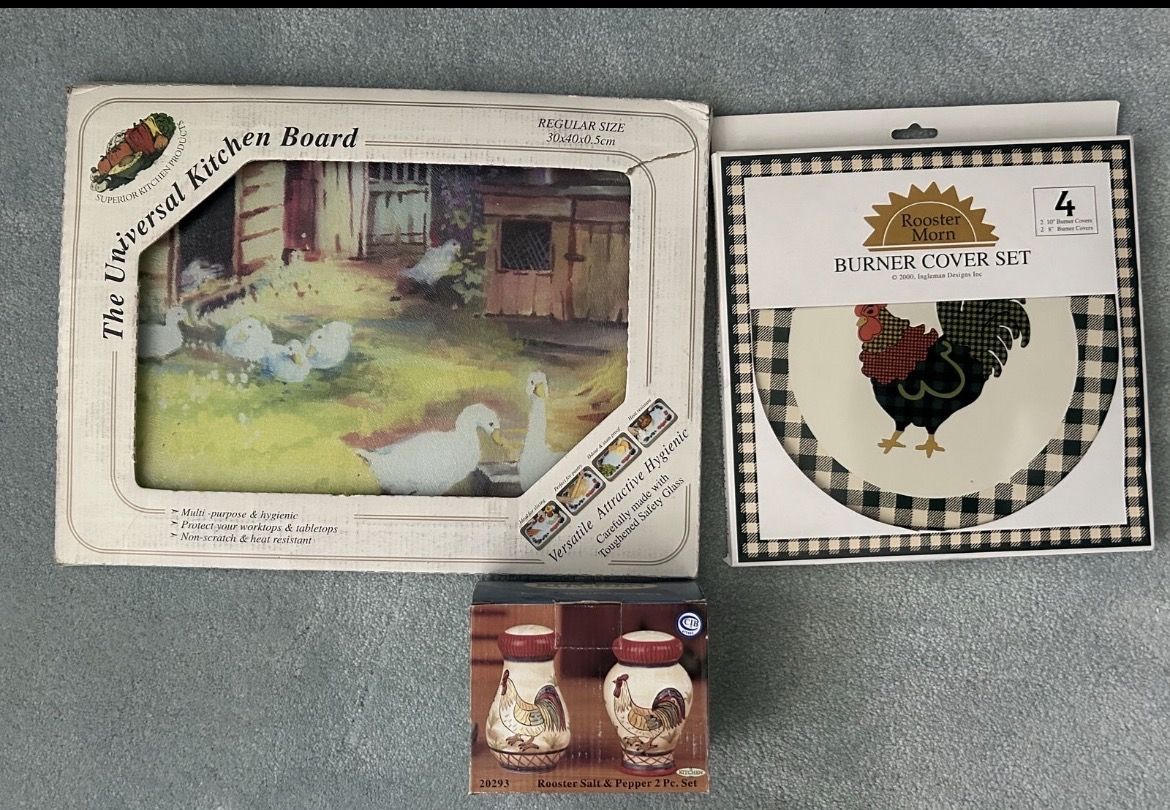 SUPERIOR KITCHEN PRODUCTS
The Universal Kitchen Board
REGULAR SIZE
30x40x0.5cm
Multi -purpose & hygienic
Protect your worktops & tabletops
Non-scratch & heat resistant
Versatile Attractive Hygienic
Carefully made with
Toughened Safety Glass
Rooster
Morn
BURNER COVER SET
© 2000, Ingleman Designs Inc
4
2 10" Burner Covers
2 8" Burner Covers
CIB
20293 Rooster Salt & Pepper 2 Pc. Set
KITCHEN